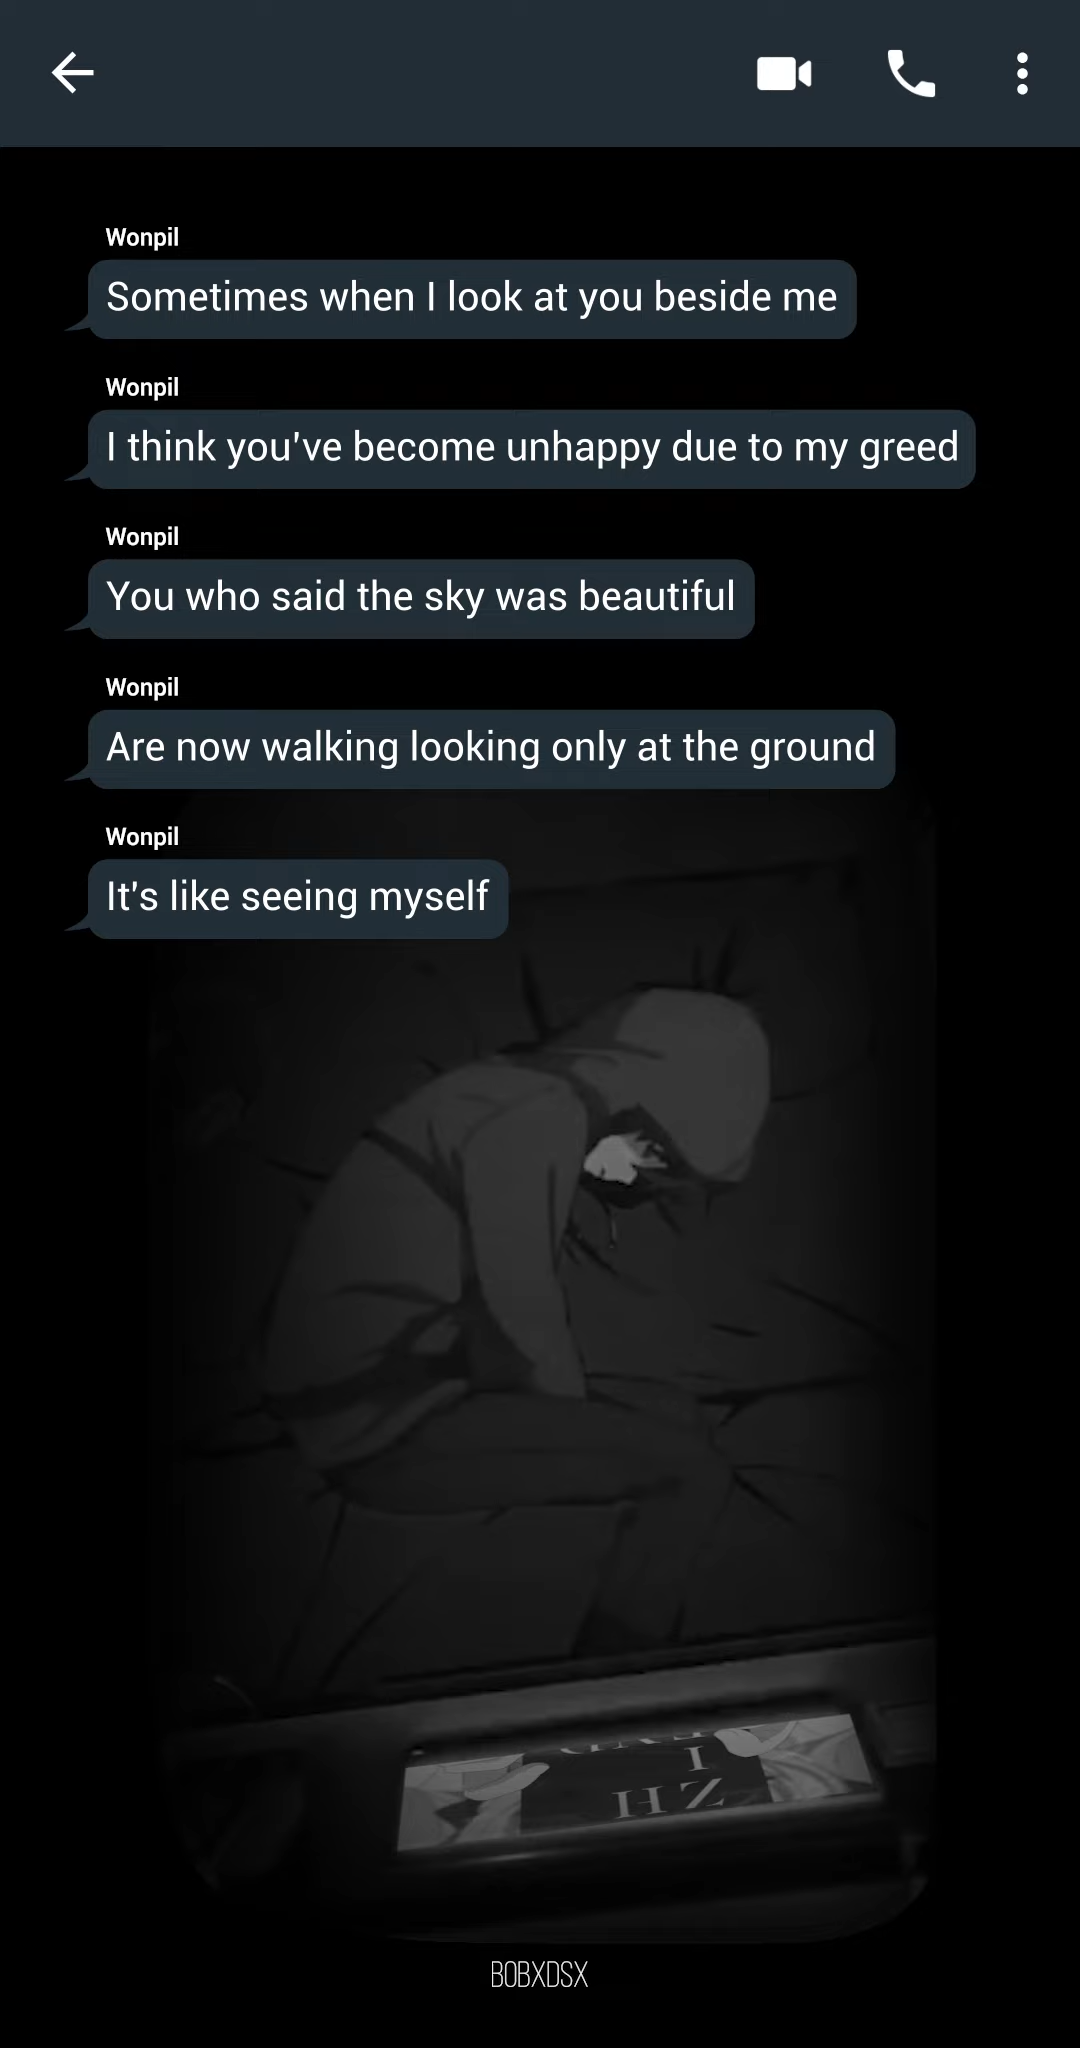 Wonpil
Sometimes when I look at you beside me
Wonpil
I think you've become unhappy due to my greed
Wonpil
You who said the sky was beautiful
Wonpil
Are now walking looking only at the ground
Wonpil
It's like seeing myself
BOBXDSX